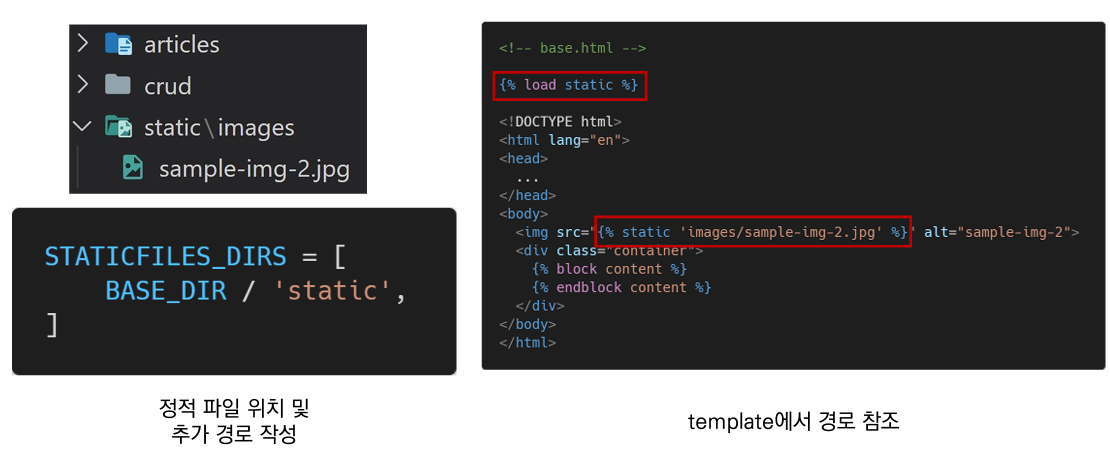 articles
crud
static\images
sample-img-2.jpg
STATICFILES_DIRS = [
    BASE_DIR / 'static',
]
정적 파일 위치 및
추가 경로 작성
<!-- base.html -->
{% load static %}
<!DOCTYPE html>
<html lang="en">
<head>
  ...
</head>
<body>
  <img src="{% static 'images/sample-img-2.jpg' %}" alt="sample-img-2">
  <div class="container">
    {% block content %}
    {% endblock content %}
  </div>
</body>
</html>
template에서 경로 참조